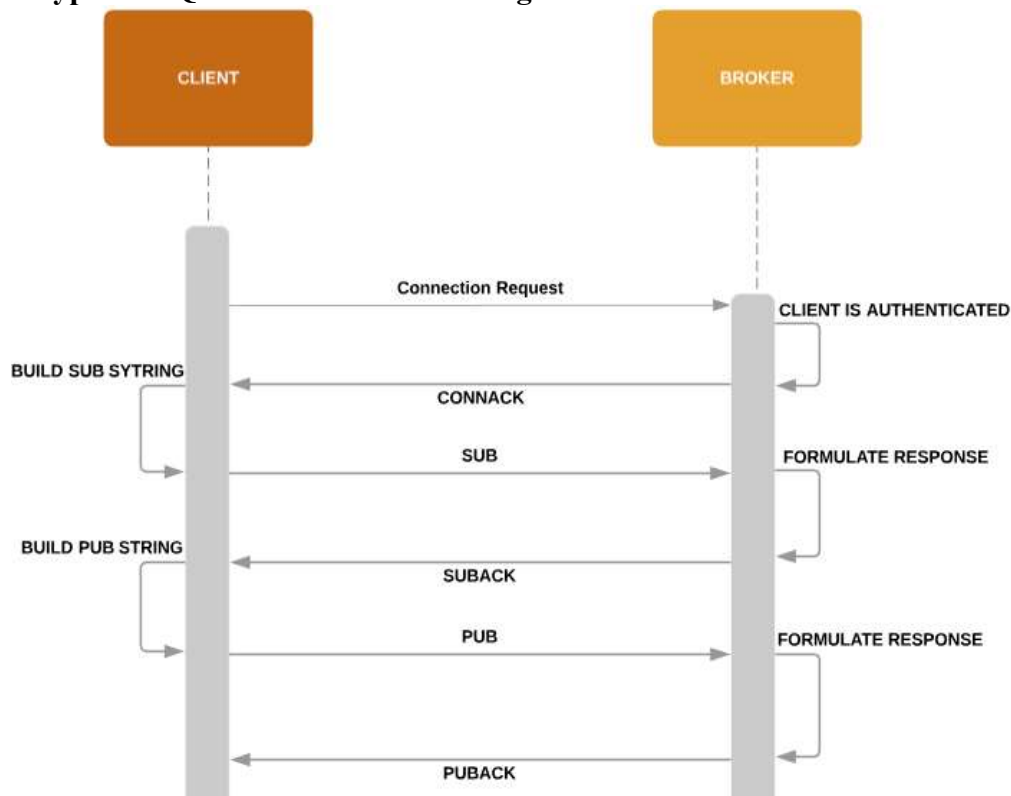 CLIENT
BROKER
Connection Request
CLIENT IS AUTHENTICATED
BUILD SUB SYTRING
CONNACK
SUB
FORMULATE RESPONSE
BUILD PUB STRING
SUBACK
PUB
FORMULATE RESPONSE
PUBACK